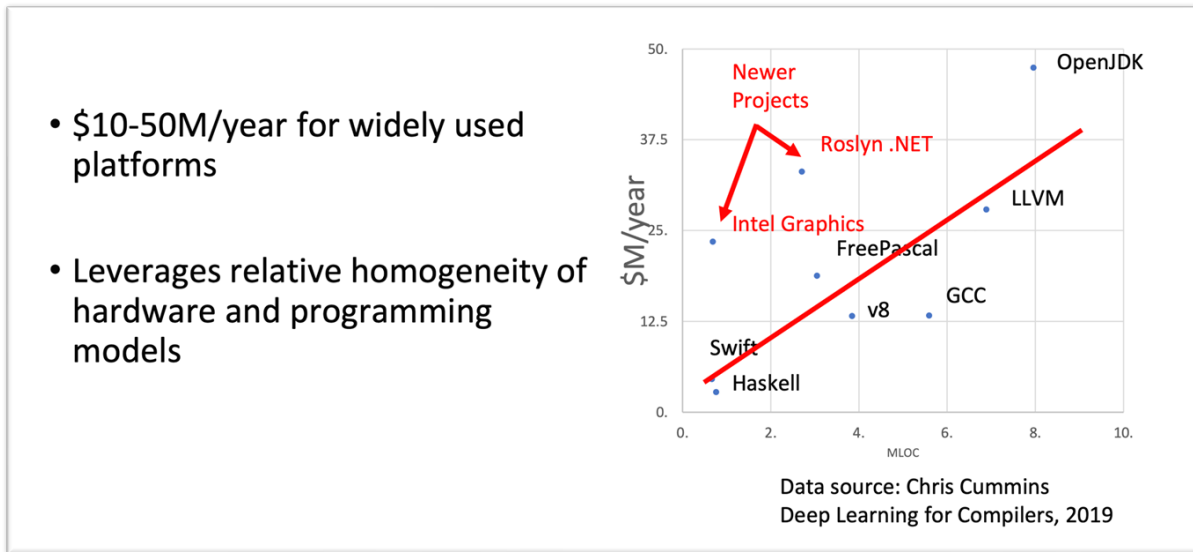 • $10-50M/year for widely used
platforms
• Leverages relative homogeneity of
hardware and programming
models
50.
37.5
25.
12.5
0.
$M/year
OpenJDK
Newer
Projects
Roslyn .NET
LLVM
Intel Graphics
FreePascal
GCC
v8
Swift
Haskell
0.
2.
4.
6.
8.
10.
MLOC
Data source: Chris Cummins
Deep Learning for Compilers, 2019